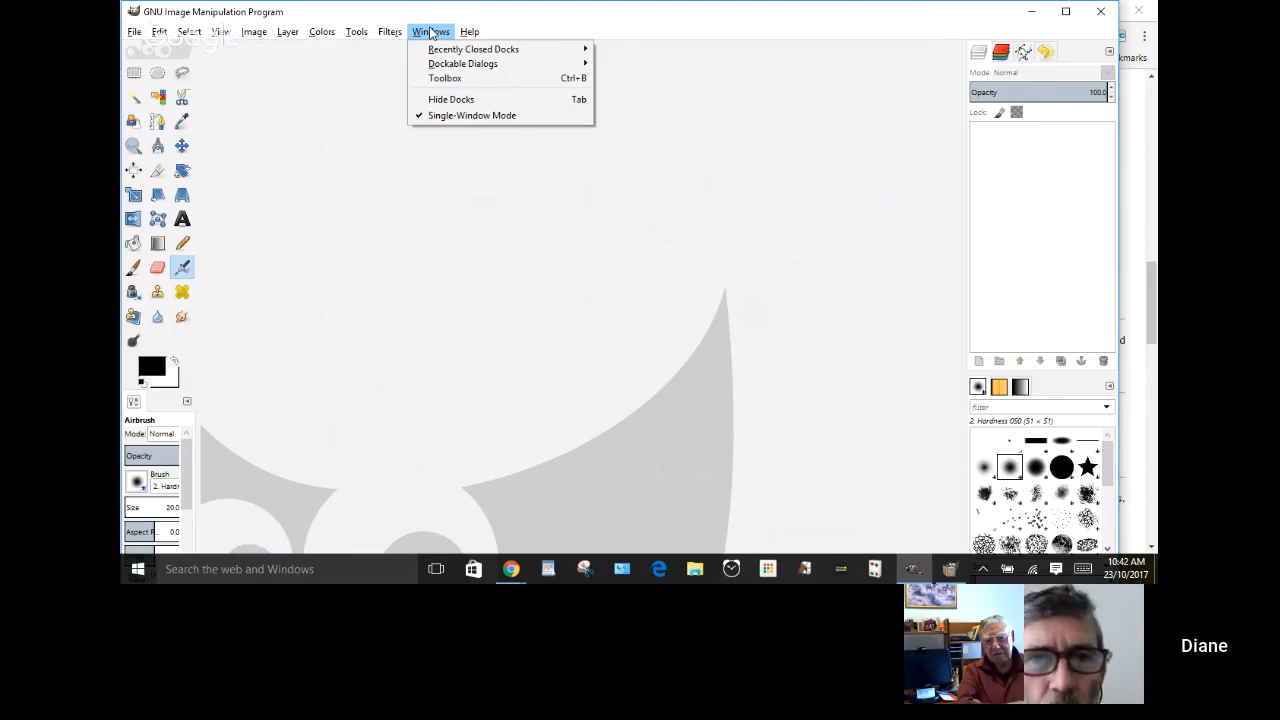 GNU Image Manipulation Program
File Edit Select View Image Layer Colors Tools Filters Windows Help
Google
Recently Closed Docks
Dockable Dialogs
Toolbox Ctrl+B
Hide Docks Tab
Single-Window Mode
Mode: Normal
Opacity 100.0
Lock:
filter
2. Hardness 050 (51 × 51)
Airbrush
Mode: Normal
Opacity
Brush
2. Hard
Size 20.0
Aspect R... 0.0
marks
Search the web and Windows
10:42 AM
23/10/2017
Diane